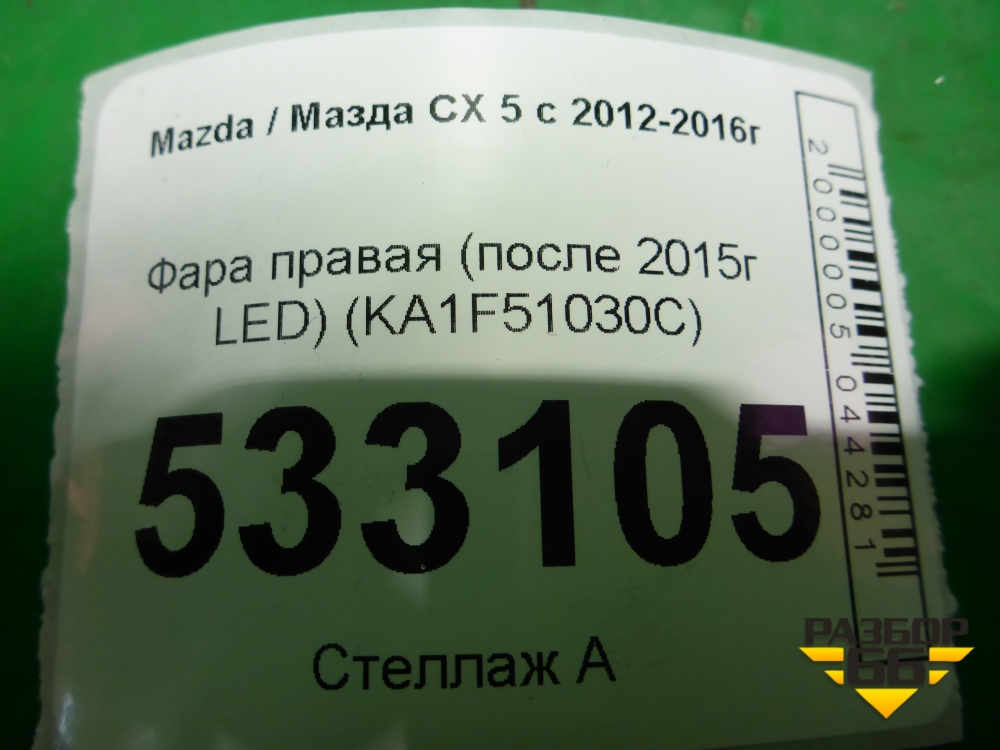 Mazda / Мазда CX 5 с 2012-2016г
Фара правая (после 2015г
LED) (KA1F51030C)
533105
Стеллаж А
2000005044281
РАЗБОР
66